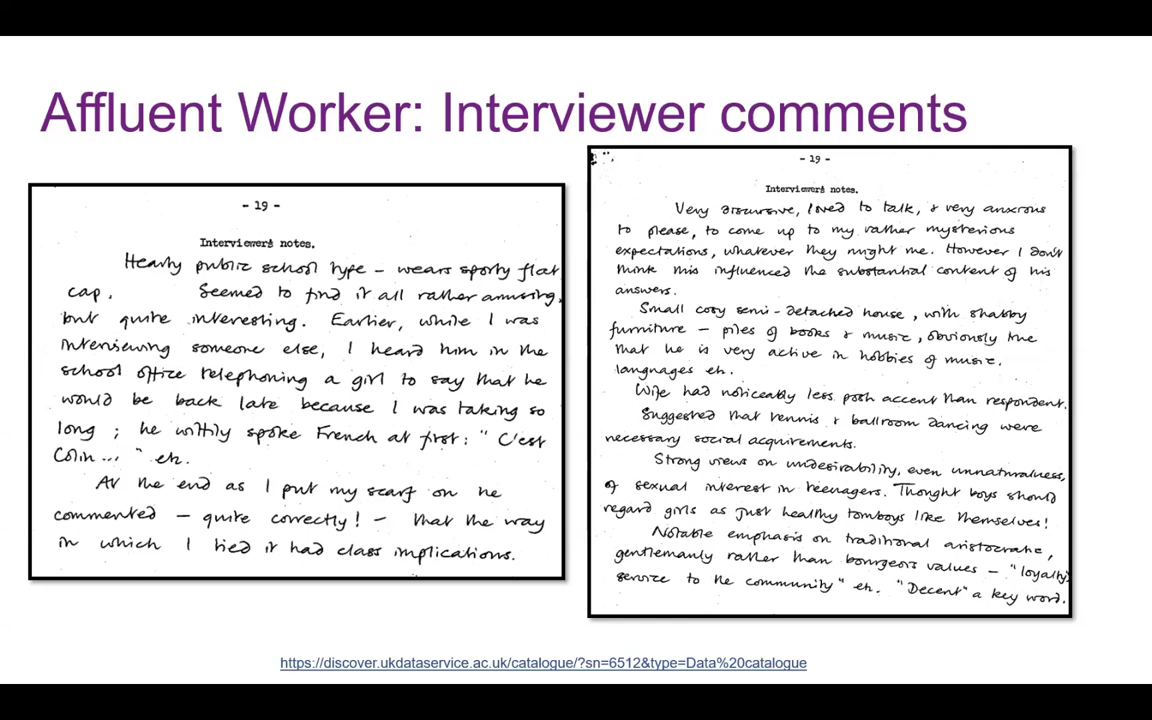 Affluent Worker: Interviewer comments
- 19 -
Interviewers notes.
Hearty public school type – wears sporty flat
cap. Seemed to find it all rather amusing,
but quite interesting. Earlier, while I was
interviewing someone else, I heard him in the
school office telephoning a girl to say that he
would be back late because I was taking so
long ; he wittily spoke French at first : " C'est
Colin ... " etc.
At the end as I put my scarf on he
commented – quite correctly ! – that the way
in which I tied it had class implications.
- 19 -
Interviewers notes.
Very discursive, loved to talk, & very anxious
to please, to come up to my rather mysterious
expectations, whatever they might me. However I don't
think this influenced the substantial content of his
answers.
Small cosy semi - detached house, with shabby
furniture – piles of books & music, obviously true
that he is very active in hobbies of music.
languages etc.
Wife had noticeably less posh accent than respondent.
Suggested that tennis & ballroom dancing were
necessary social acquirements.
Strong views on undesirability, even unnaturalness,
of sexual interest in teenagers. Thought boys should
regard girls as just healthy tomboys like themselves!
Notable emphasis on traditional aristocratic,
gentlemanly rather than bourgeois values – "loyalty,
service to the community" etc. "Decent" a key word.
https://discover.ukdataservice.ac.uk/catalogue/?sn=6512&type=Data%20catalogue